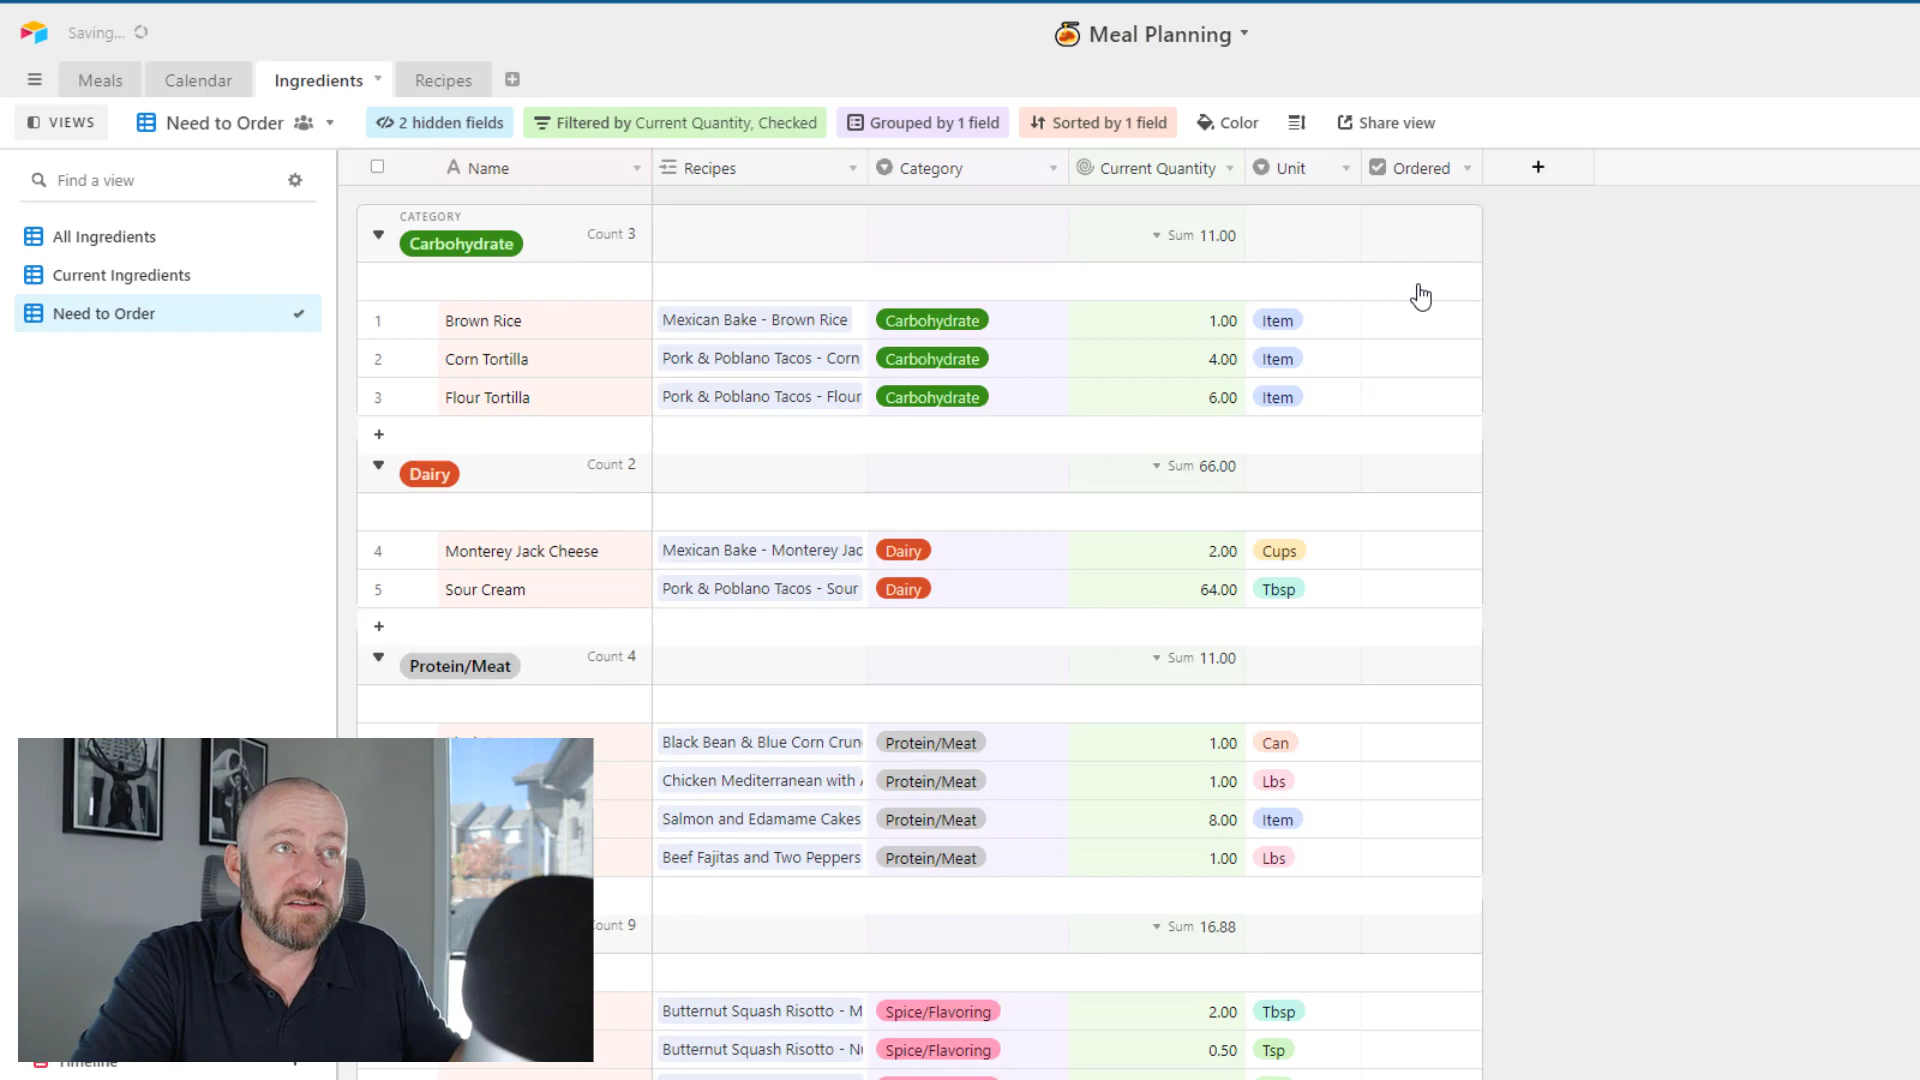 Saving...
Meal Planning
Meals
Calendar
Ingredients
Recipes
VIEWS
Need to Order
2 hidden fields
Filtered by Current Quantity, Checked
Grouped by 1 field
Sorted by 1 field
Color
Share view
Find a view
All Ingredients
Current Ingredients
Need to Order
Name
Recipes
Category
Current Quantity
Unit
Ordered
CATEGORY
Carbohydrate
Count 3
Sum 11.00
1 Brown Rice Mexican Bake - Brown Rice Carbohydrate 1.00 Item
2 Corn Tortilla Pork & Poblano Tacos - Corn Carbohydrate 4.00 Item
3 Flour Tortilla Pork & Poblano Tacos - Flour Carbohydrate 6.00 Item
Dairy Count 2 Sum 66.00
4 Monterey Jack Cheese Mexican Bake - Monterey Jac Dairy 2.00 Cups
5 Sour Cream Pork & Poblano Tacos - Sour Dairy 64.00 Tbsp
Protein/Meat Count 4 Sum 11.00
Black Bean & Blue Corn Crun Protein/Meat 1.00 Can
Chicken Mediterranean with Protein/Meat 1.00 Lbs
Salmon and Edamame Cakes Protein/Meat 8.00 Item
Beef Fajitas and Two Peppers Protein/Meat 1.00 Lbs
Count 9 Sum 16.88
Butternut Squash Risotto - M Spice/Flavoring 2.00 Tbsp
Butternut Squash Risotto - Nu Spice/Flavoring 0.50 Tsp
Timeline